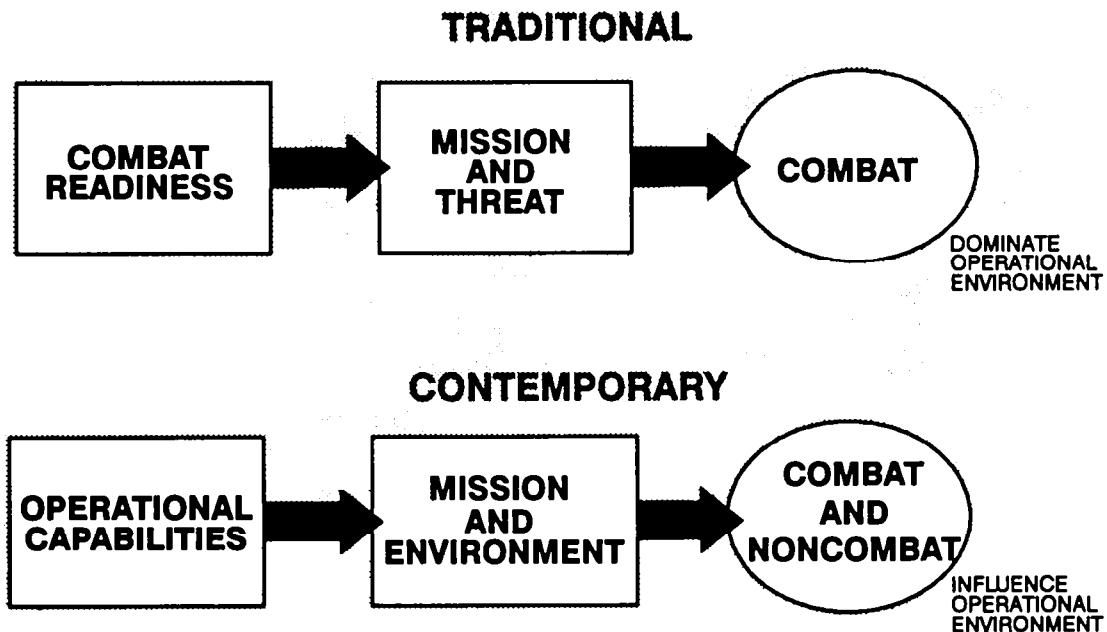 TRADITIONAL
COMBAT
READINESS
MISSION
AND
THREAT
COMBAT
DOMINATE
OPERATIONAL
ENVIRONMENT
CONTEMPORARY
OPERATIONAL
CAPABILITIES
MISSION
AND
ENVIRONMENT
COMBAT
AND
NONCOMBAT
INFLUENCE
OPERATIONAL
ENVIRONMENT